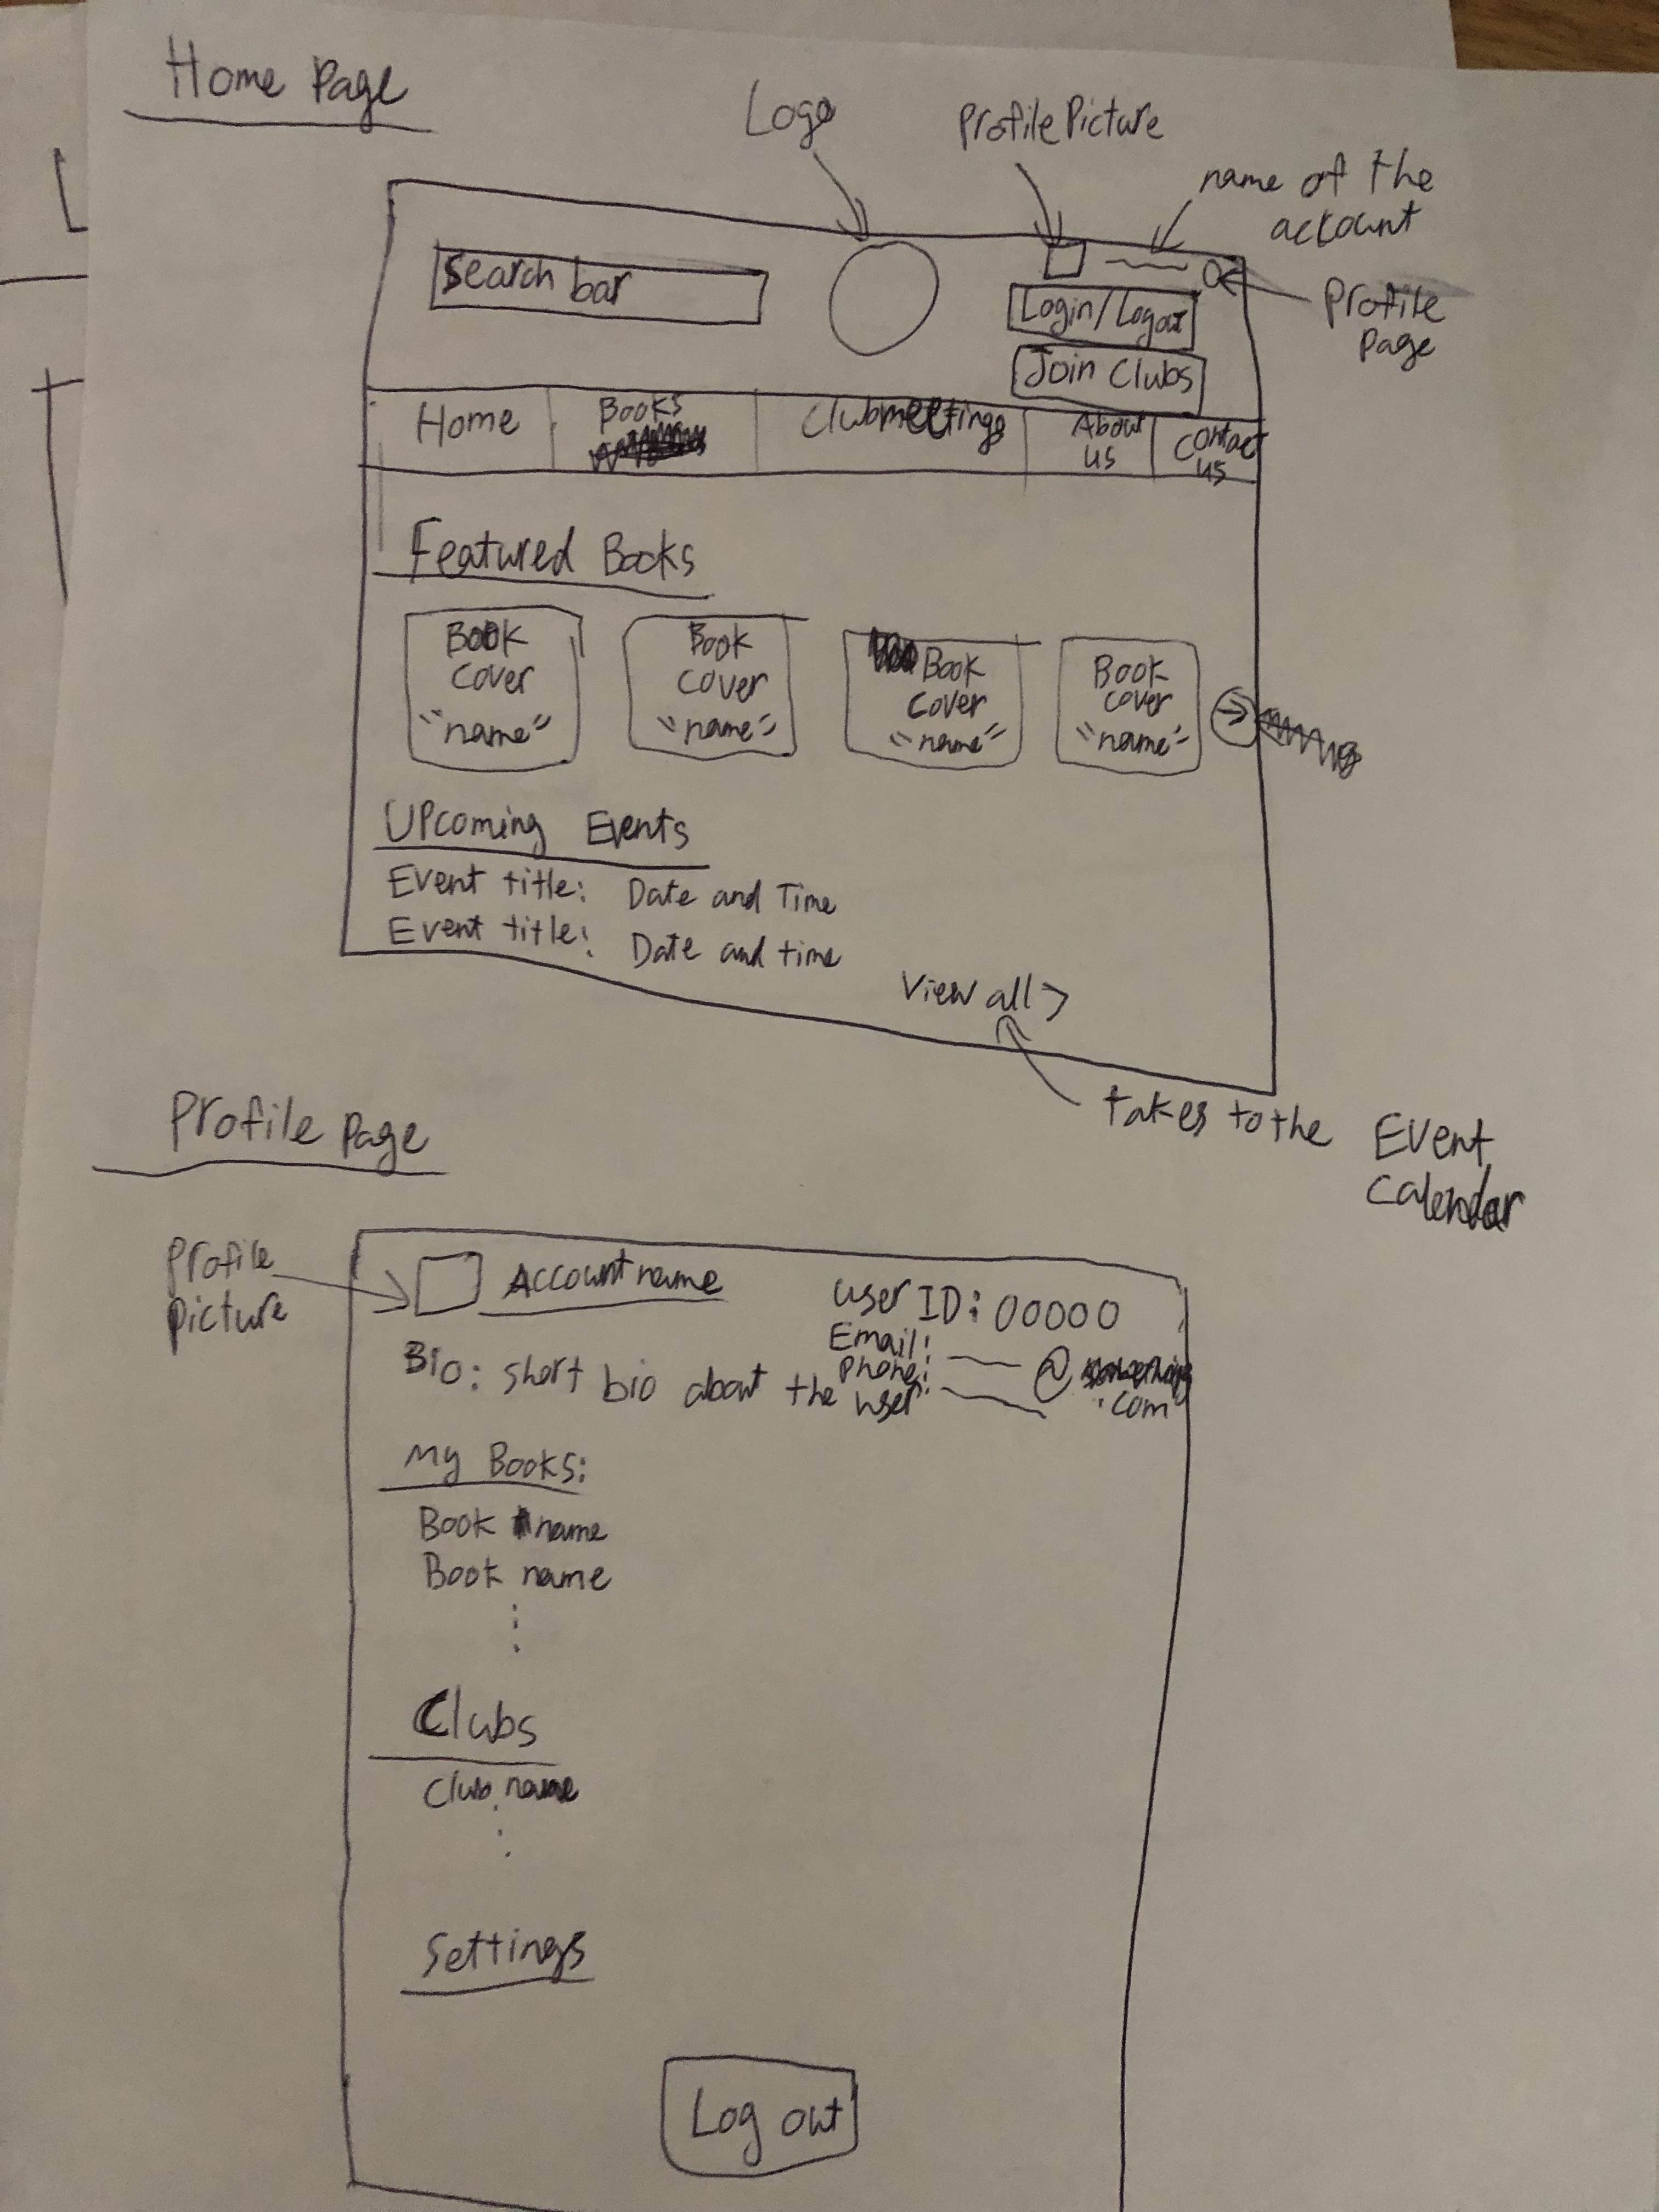 Home Page
Logo
Profile Picture
name of the
account
Profile
Page
Search bar
Login/Logout
Join Clubs
Home
Books
Clubmeetings
About
us
Contact
us
Featured Books
Book
cover
"name"
Book
cover
"name"
Book
cover
"name"
Book
cover
"name"
Upcoming Events
Event title: Date and Time
Event title: Date and time
View all >
takes to the Event
Calendar
Profile Page
Profile
picture
Account name
user ID: 00000
Email:
@
.com
Phone:
Bio: short bio about the user
My Books:
Book name
Book name
Clubs
Club name
Settings
Log out